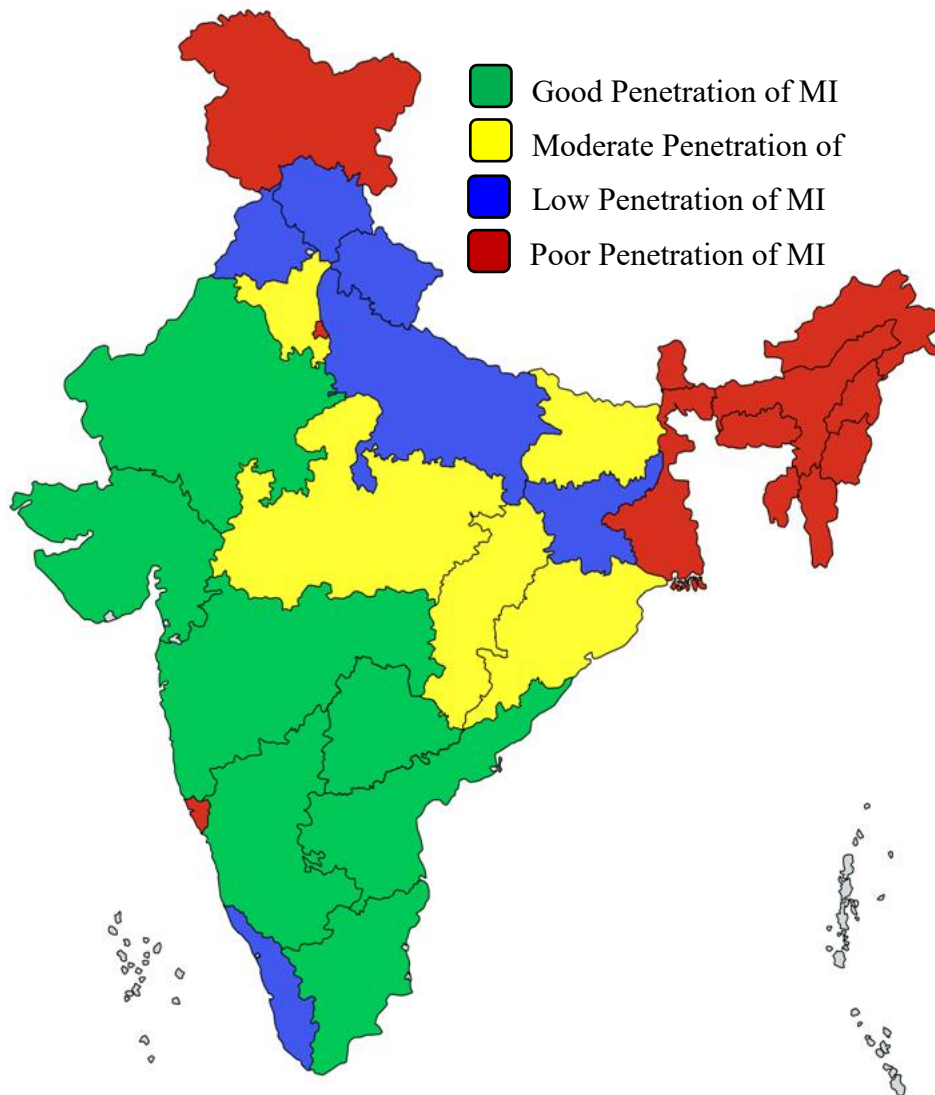 Good Penetration of MI
Moderate Penetration of
Low Penetration of MI
Poor Penetration of MI